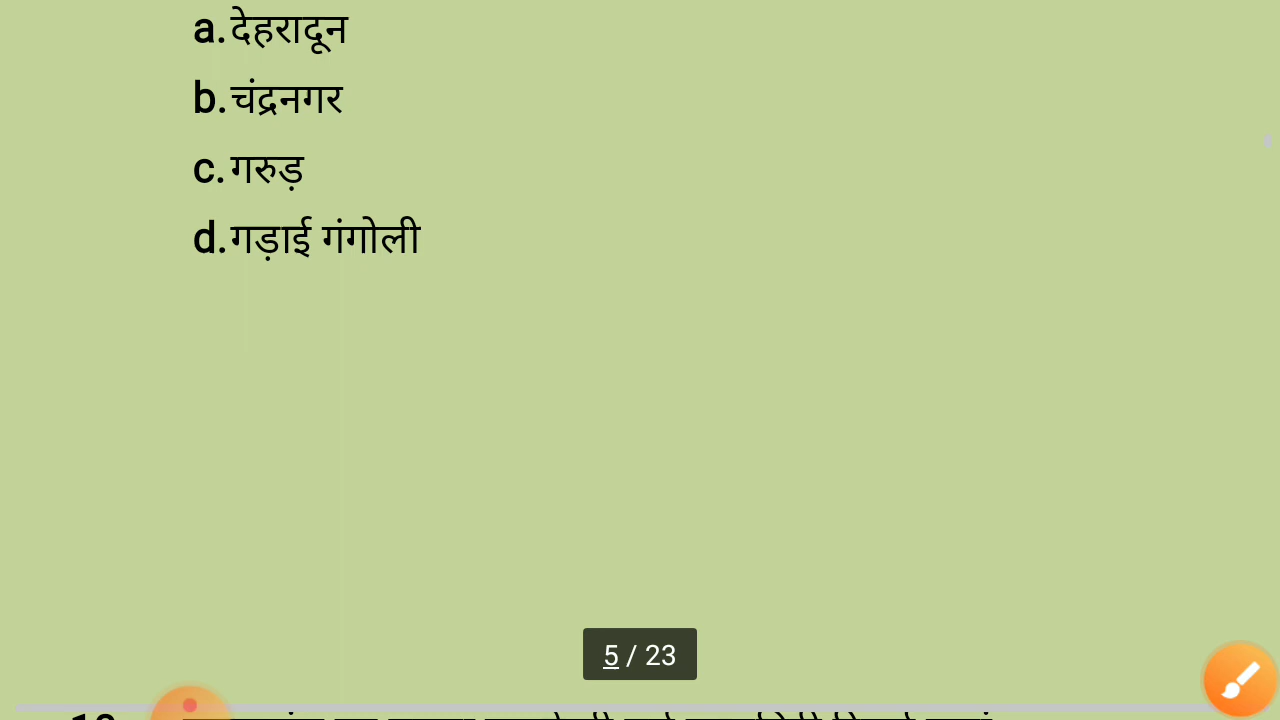 a. देहरादून
b. चंद्रनगर
c. गरुड़
d. गड़ाई गंगोली
5 / 23